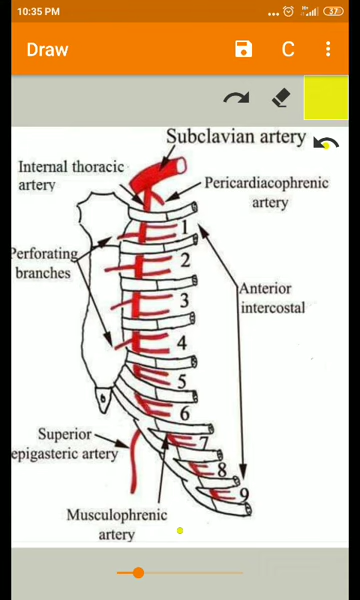 10:35 PM
37
Draw
C
Subclavian artery
Internal thoracic
artery
Pericardiacophrenic
artery
1
Perforating
branches
2
Anterior
intercostal
3
4
5
6
Superior
epigasteric artery
7
8
9
Musculophrenic
artery